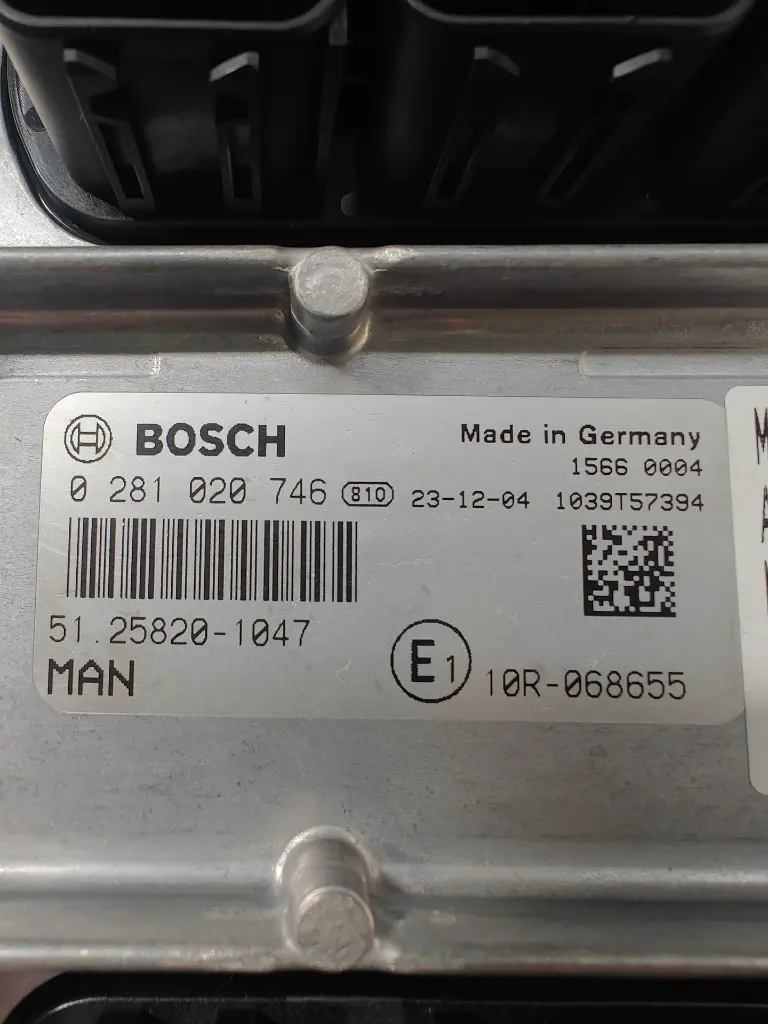 BOSCH
Made in Germany
1566 0004
0 281 020 746 810 23-12-04 1039T57394
51.25820-1047
MAN
E1 10R-068655
M